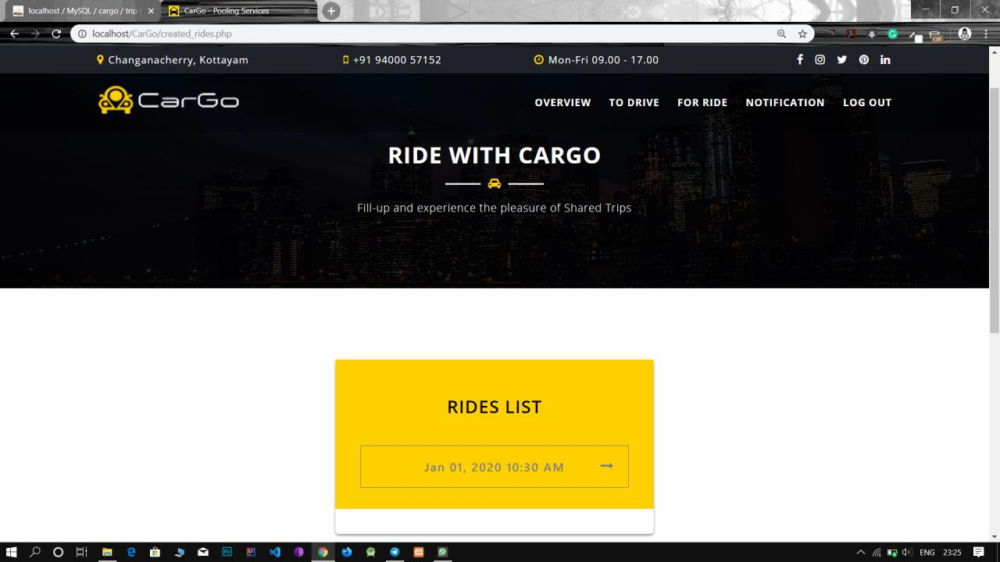 localhost / MySQL / cargo / trip
CarGo - Pooling Services
localhost/CarGo/created_rides.php
Off
Changanacherry, Kottayam
+91 94000 57152
Mon-Fri 09.00 - 17.00
CarGo
OVERVIEW
TO DRIVE
FOR RIDE
NOTIFICATION
LOG OUT
RIDE WITH CARGO
Fill-up and experience the pleasure of Shared Trips
RIDES LIST
Jan 01, 2020 10:30 AM
ENG
23:25